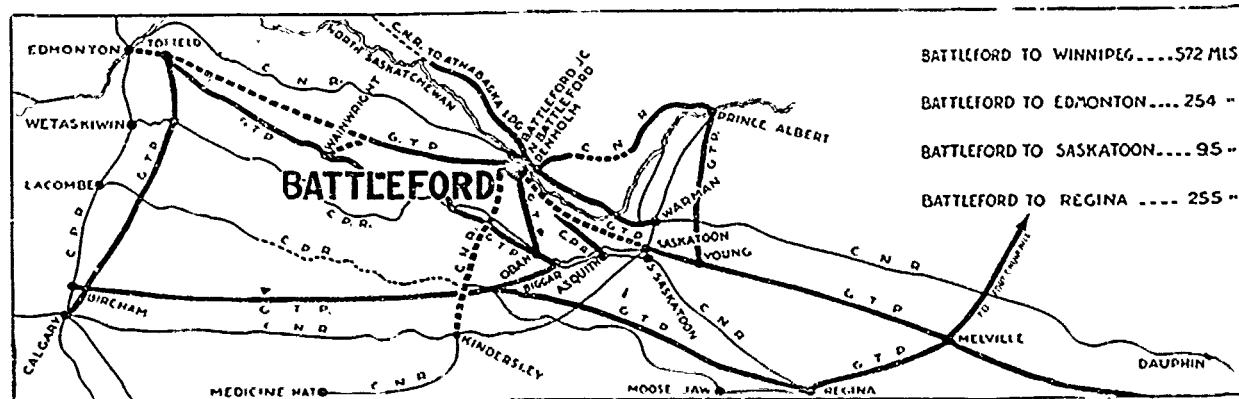 EDMONTON
TOFIELD
C.N.R. TO ATHABASKA LDG
NORTH SASKATCHEWAN
C N R.
BATTLEFORD JC
N. BATTLEFORD
DENHOLM
BATTLEFORD TO WINNIPEG....572 MLS.
BATTLEFORD TO EDMONTON.... 254 "
BATTLEFORD TO SASKATOON.... 95 "
BATTLEFORD TO REGINA .... 255 "
WETASKIWIN
G.T.P.
WAINWRIGHT
G.T.P.
C N R
PRINCE ALBERT
G.T.P.
LACOMBE
G T P
BATTLEFORD
C.P.R.
WARMAN
C.P.R.
C.P.R.
C.N.R.
G.T.P.
OBAN
BIGGAR
C.P.R.
ASQUITH
G.T.P.
SASKATOON
S. SASKATOON
YOUNG
C N R
BIRCHAM
G.T.P.
C N R.
CALGARY
KINDERSLEY
G T P
C N R
G T P
G T P
MELVILLE
DAUPHIN
MEDICINE HAT
C N R
MOOSE JAW
REGINA